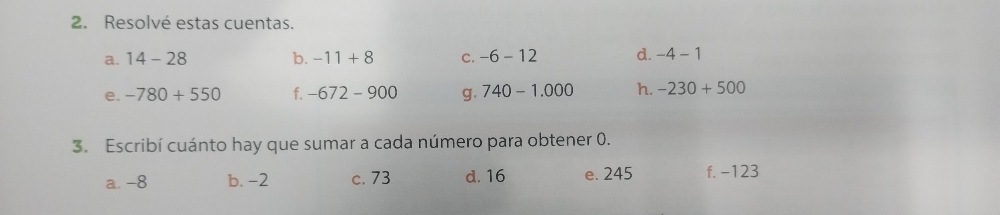 2. Resolvé estas cuentas.
a. 14 – 28 b. –11 + 8 c. –6 – 12 d. –4 – 1
e. –780 + 550 f. –672 – 900 g. 740 – 1.000 h. –230 + 500
3. Escribí cuánto hay que sumar a cada número para obtener 0.
a. –8 b. –2 c. 73 d. 16 e. 245 f. –123